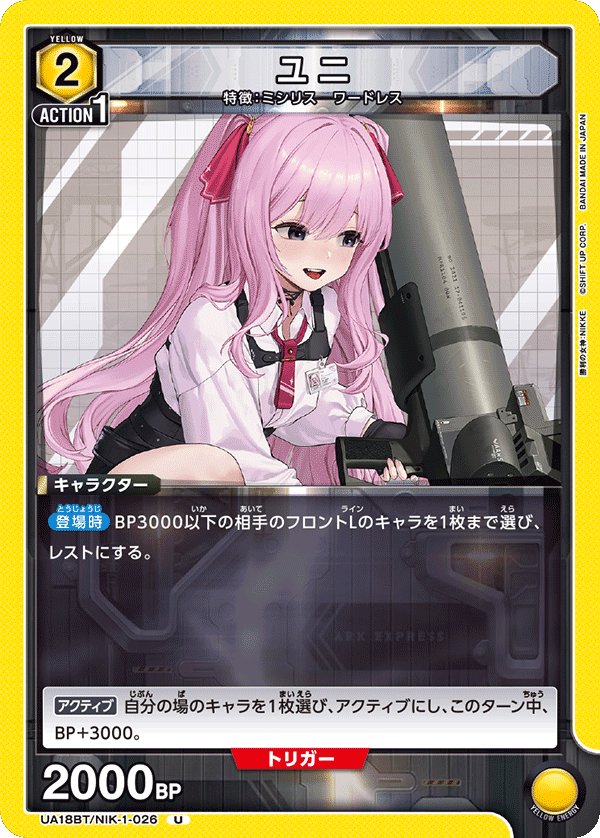 YELLOW
2
ACTION 1
ユニ
特徴:ミシリス ワードレス
勝利の女神:NIKKE ©SHIFT UP CORP. BANDAI MADE IN JAPAN
キャラクター
登場時 BP3000以下の相手のフロントLのキャラを1枚まで選び、
レストにする。
ARK EXPRESS
アクティブ 自分の場のキャラを1枚選び、アクティブにし、このターン中、
BP+3000。
トリガー
2000BP
YELLOW ENERGY
UA18BT/NIK-1-026 U